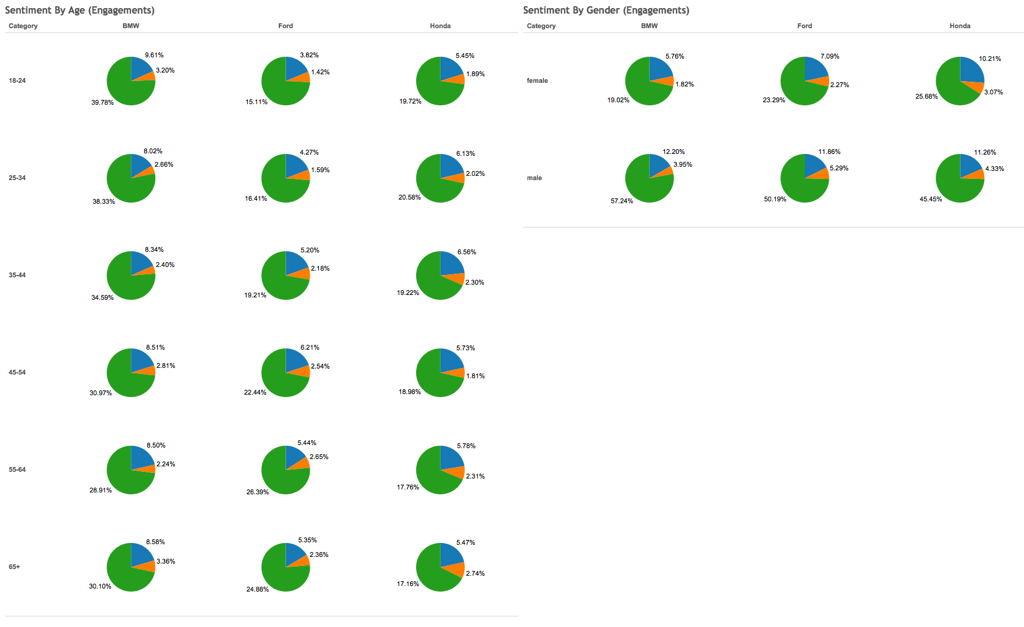 Sentiment By Age (Engagements)
Category BMW Ford Honda
18-24
9.61% 3.20% 39.78%
3.82% 1.42% 15.11%
5.45% 1.89% 19.72%
25-34
8.02% 2.66% 38.33%
4.27% 1.59% 16.41%
6.13% 2.02% 20.58%
35-44
8.34% 2.40% 34.59%
5.20% 2.18% 19.21%
6.56% 2.30% 19.22%
45-54
8.51% 2.81% 30.97%
6.21% 2.54% 22.44%
5.73% 1.81% 18.98%
55-64
8.50% 2.24% 28.91%
5.44% 2.65% 26.39%
5.78% 2.31% 17.76%
65+
8.58% 3.36% 30.10%
5.35% 2.36% 24.88%
5.47% 2.74% 17.16%
Sentiment By Gender (Engagements)
Category BMW Ford Honda
female
5.76% 1.82% 19.02%
7.09% 2.27% 23.29%
10.21% 3.07% 25.68%
male
12.20% 3.95% 57.24%
11.86% 5.29% 50.19%
11.26% 4.33% 45.45%